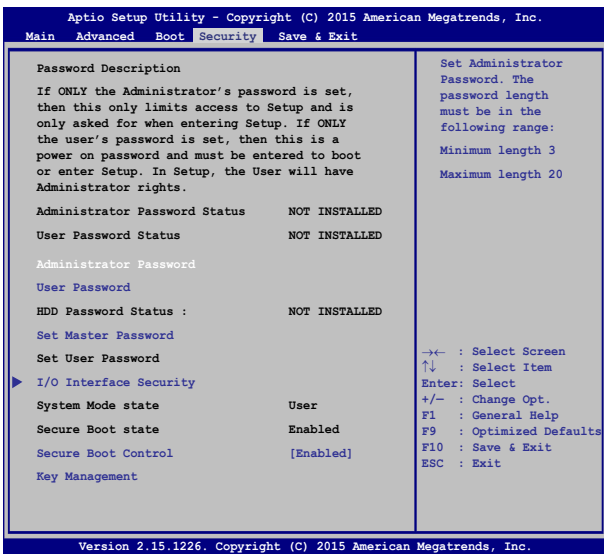 Aptio Setup Utility - Copyright (C) 2015 American Megatrends, Inc.
Main Advanced Boot Security Save & Exit
Password Description
If ONLY the Administrator's password is set,
then this only limits access to Setup and is
only asked for when entering Setup. If ONLY
the user's password is set, then this is a
power on password and must be entered to boot
or enter Setup. In Setup, the User will have
Administrator rights.
Administrator Password Status NOT INSTALLED
User Password Status NOT INSTALLED
Administrator Password
User Password
HDD Password Status : NOT INSTALLED
Set Master Password
Set User Password
I/O Interface Security
System Mode state User
Secure Boot state Enabled
Secure Boot Control [Enabled]
Key Management
Set Administrator
Password. The
password length
must be in the
following range:
Minimum length 3
Maximum length 20
→← : Select Screen
↑↓ : Select Item
Enter: Select
+/— : Change Opt.
F1 : General Help
F9 : Optimized Defaults
F10 : Save & Exit
ESC : Exit
Version 2.15.1226. Copyright (C) 2015 American Megatrends, Inc.